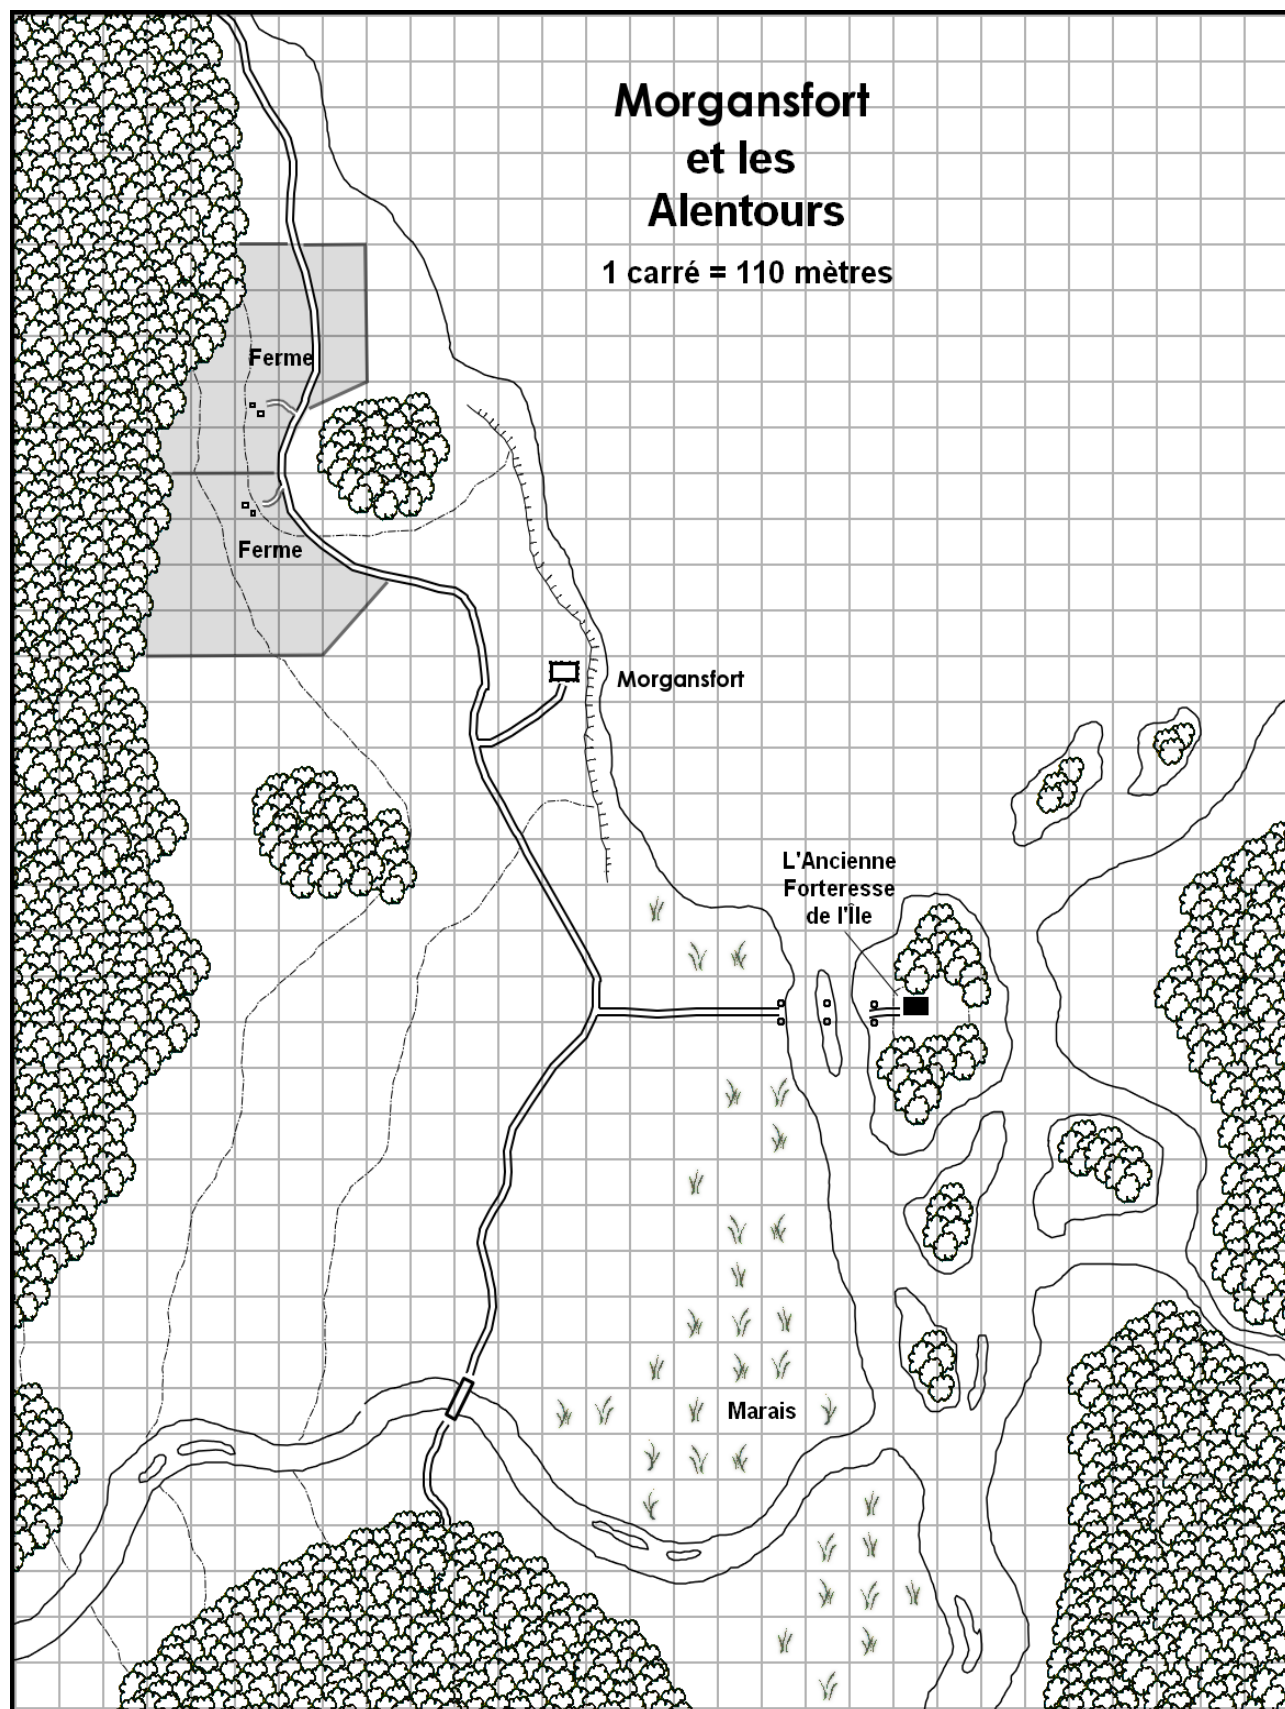 Morgansfort
et les
Alentours
1 carré = 110 mètres
Ferme
Ferme
Morgansfort
L'Ancienne
Forteresse
de l'Île
Marais